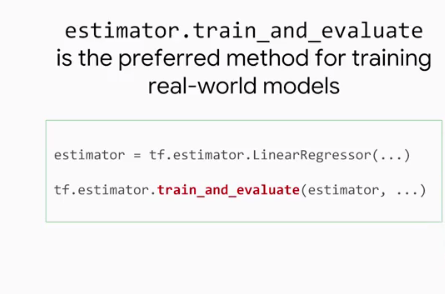 estimator.train_and_evaluate
is the preferred method for training
real-world models
estimator = tf.estimator.LinearRegressor(...)
tf.estimator.train_and_evaluate(estimator, ...)